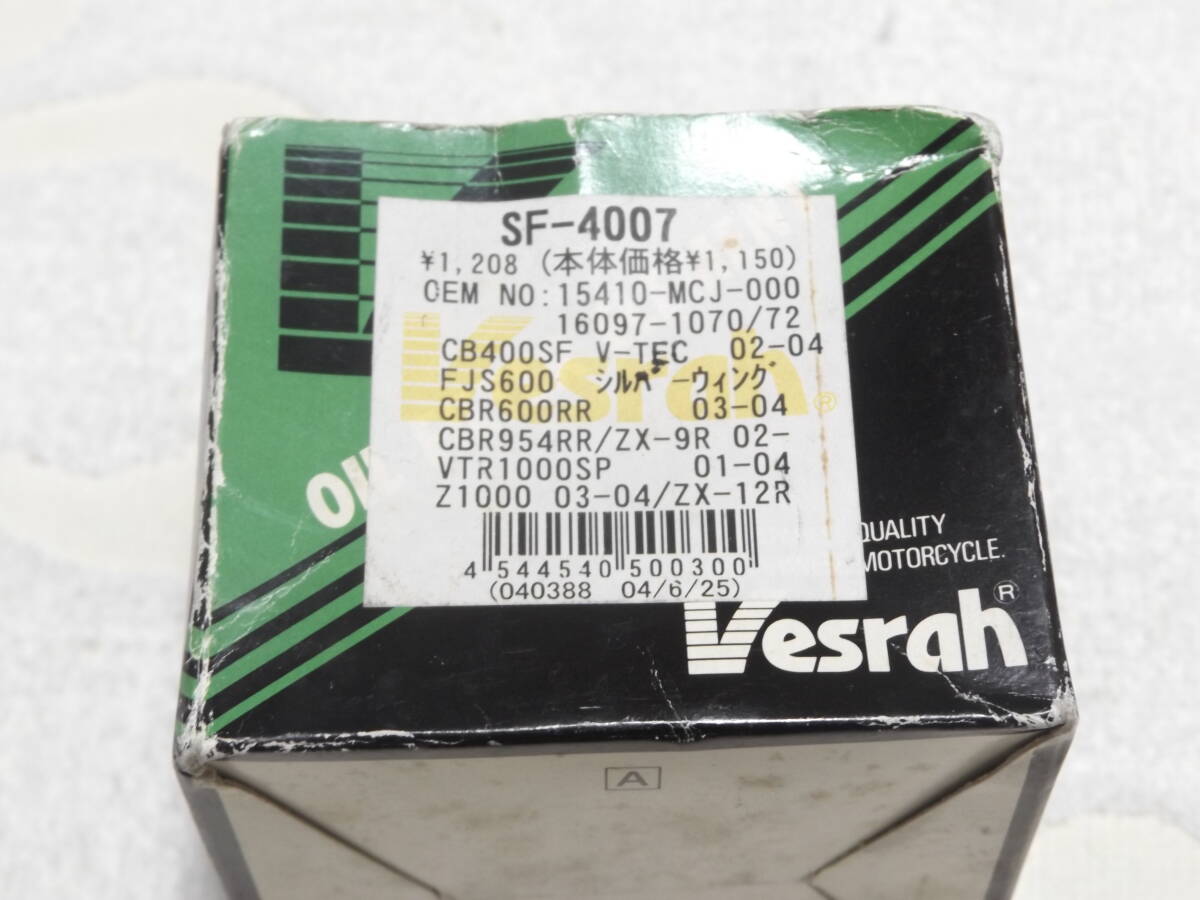 SF-4007
¥1,208 (本体価格¥1,150)
OEM NO:15410-MCJ-000
16097-1070/72
CB400SF V-TEC 02-04
FJS600 シルバーウィング
CBR600RR 03-04
CBR954RR/ZX-9R 02-
VTR1000SP 01-04
Z1000 03-04/ZX-12R
Vesrah®
4 544540 500300
(040388 04/6/25)
OIL
QUALITY
MOTORCYCLE.
Vesrah®
A